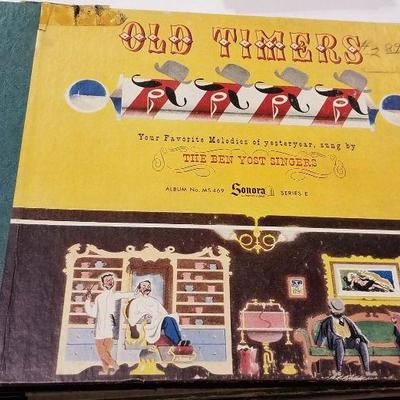 OLD TIMERS
Your Favorite Melodies of yesteryear, sung by
THE BEN YOST SINGERS
ALBUM No. MS-469 Sonora SERIES E